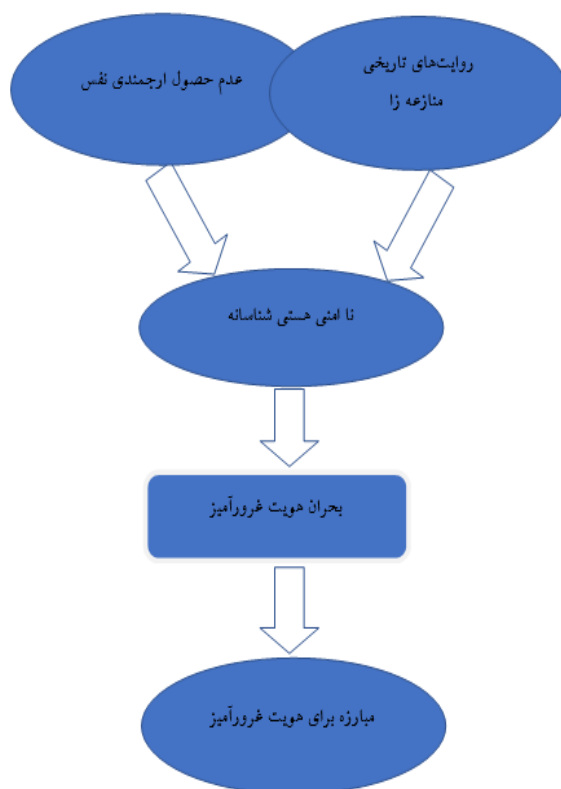 روایت‌های تاریخی
منازعه زا
عدم حصول ارجمندی نفس
نا امنی هستی شناسانه
بحران هویت غرورآمیز
مبارزه برای هویت غرورآمیز